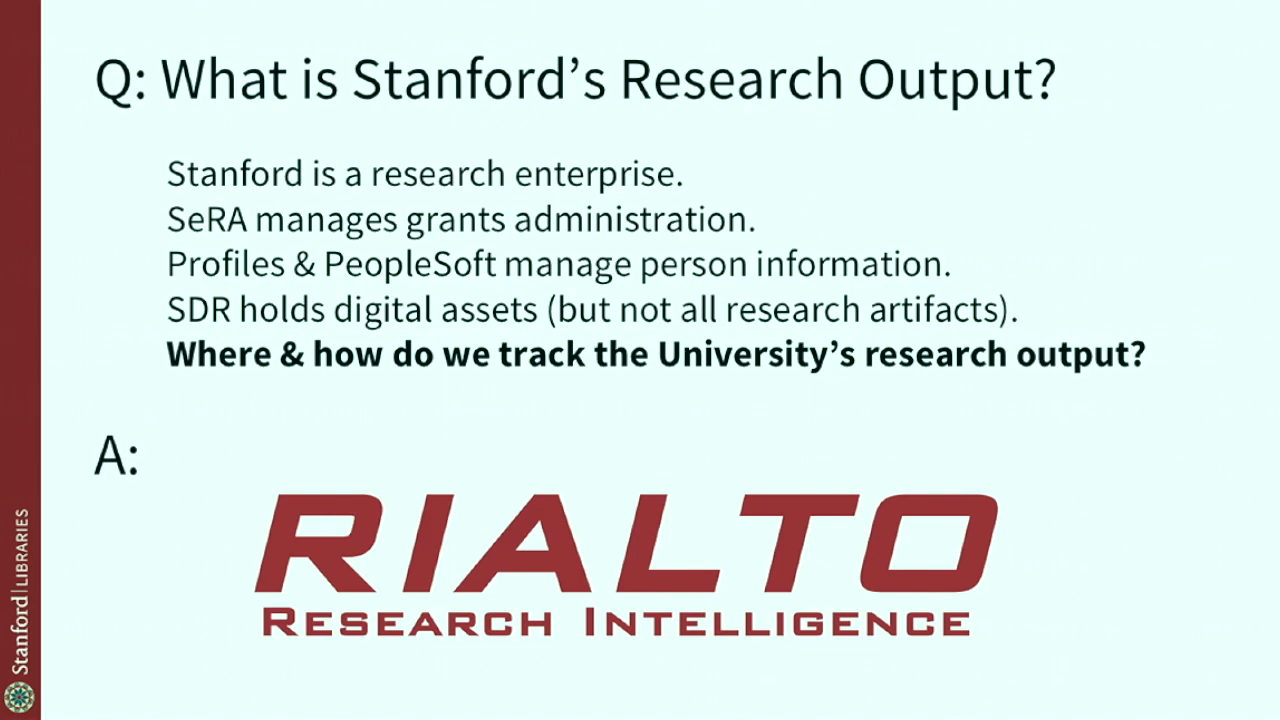 Q: What is Stanford’s Research Output?
Stanford is a research enterprise.
SeRA manages grants administration.
Profiles & PeopleSoft manage person information.
SDR holds digital assets (but not all research artifacts).
Where & how do we track the University’s research output?
A:
RIALTO
RESEARCH INTELLIGENCE
Stanford | LIBRARIES